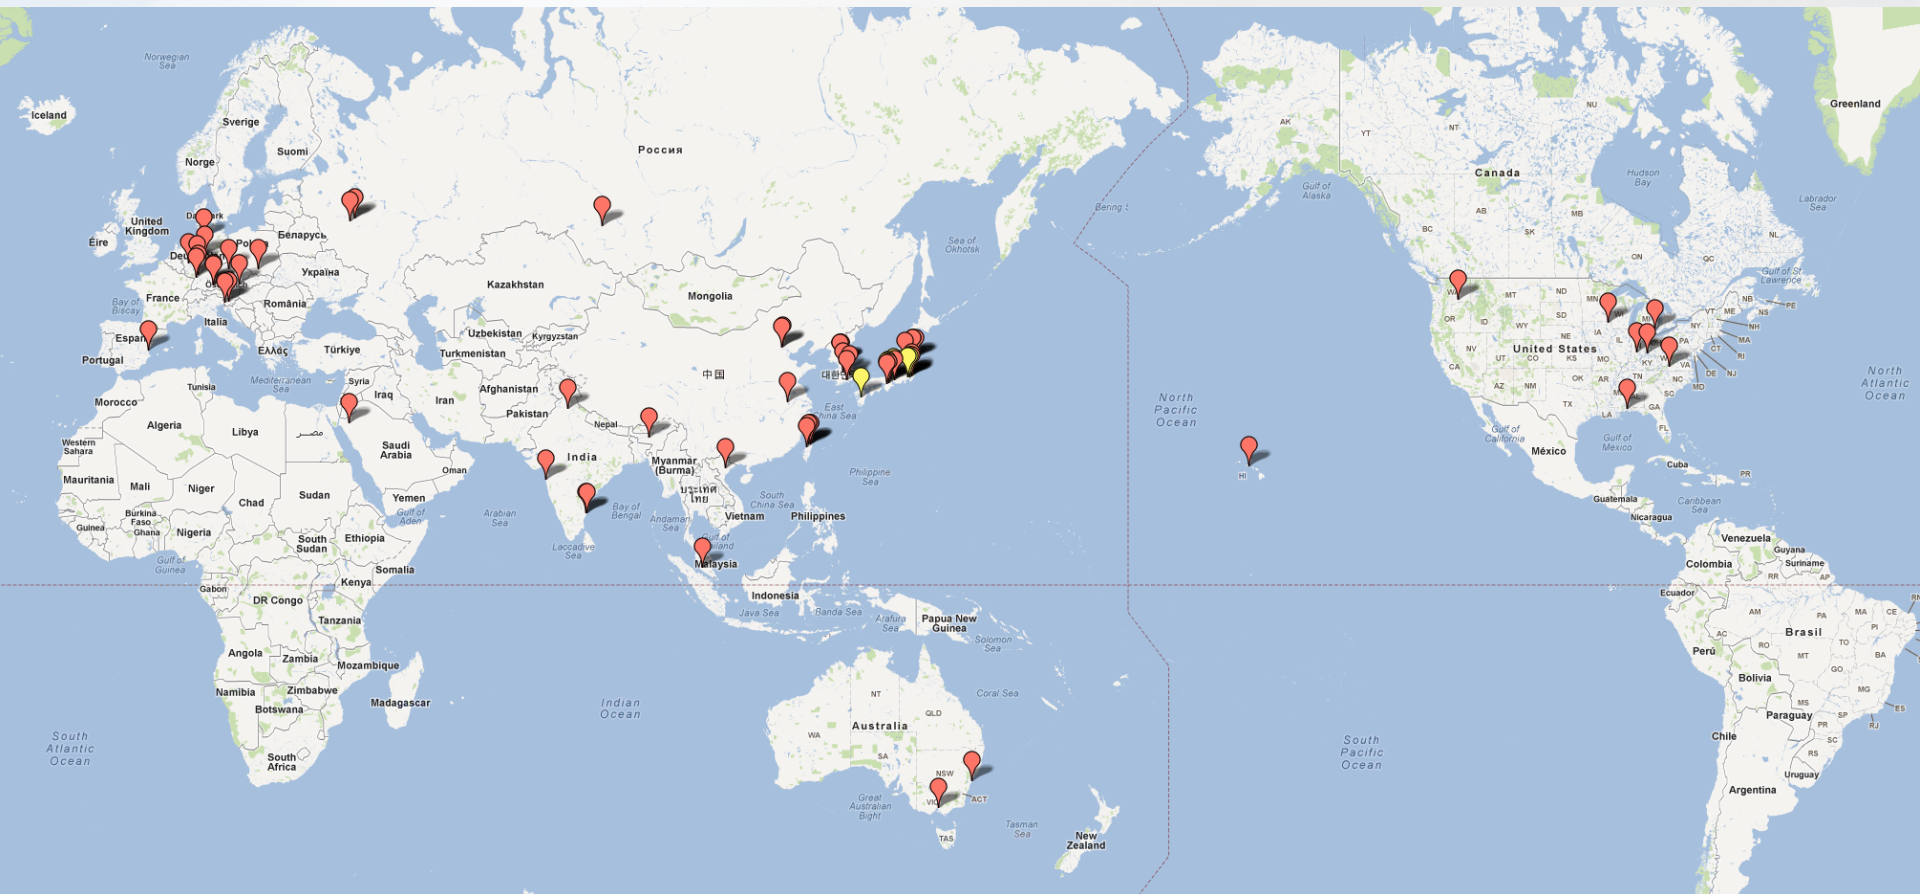 Norwegian
Sea
Iceland
Sverige
Norge
Suomi
Россия
United
Kingdom
Éire
Беларусь
Україна
France
Bay of
Biscay
România
Italia
Portugal
Ελλάς
Türkiye
Kazakhstan
Mongolia
Uzbekistan
Kyrgyzstan
Turkmenistan
中国
Mediterranean
Sea
Tunisia
Syria
Iraq
Iran
Afghanistan
Pakistan
Nepal
Morocco
Algeria
Libya
مصر
Western
Sahara
Saudi
Arabia
Oman
India
Myanmar
(Burma)
Mauritania
Mali
Niger
Chad
Sudan
Yemen
Gulf of
Aden
Arabian
Sea
Bay of
Bengal
Andaman
Sea
ประเทศ
ไทย
South
China Sea
Vietnam
Philippines
Philippine
Sea
East
China Sea
Burkina
Faso
Guinea
Ghana
Nigeria
South
Sudan
Ethiopia
Somalia
Laccadive
Sea
Malaysia
Gulf of
Guinea
Gabon
Kenya
DR Congo
Tanzania
Indonesia
Java Sea
Banda Sea
Arafura
Sea
Papua New
Guinea
Solomon
Sea
Angola
Zambia
Mozambique
Namibia
Zimbabwe
Botswana
Madagascar
South
Africa
South
Atlantic
Ocean
Indian
Ocean
Coral Sea
NT
QLD
Australia
WA
SA
NSW
ACT
TAS
Great
Australian
Bight
Tasman
Sea
New
Zealand
Sea of
Okhotsk
North
Pacific
Ocean
South
Pacific
Ocean
HI
AK
YT
NT
NU
Gulf of
Alaska
Canada
Hudson
Bay
Greenland
Labrador
Sea
BC
AB
SK
MB
ON
QC
NL
Gulf of St
Lawrence
NB
PE
NS
MT
ND
MN
OR
ID
WY
SD
WI
IA
NE
NV
UT
CO
KS
MO
IL
KY
CA
AZ
NM
OK
AR
TN
TX
LA
GA
SC
NC
VA
PA
NY
VT
ME
NH
MA
RI
CT
NJ
DE
MD
FL
United States
North
Atlantic
Ocean
Gulf of
California
México
Gulf of
Mexico
Cuba
PR
Guatemala
Caribbean
Sea
Nicaragua
Venezuela
Guyana
Colombia
Suriname
RR
AP
Ecuador
AM
PA
MA
CE
RN
PI
Brasil
AC
RO
TO
Perú
MT
BA
GO
Bolivia
MG
MS
ES
Paraguay
SP
RJ
PR
SC
Chile
RS
Uruguay
Argentina